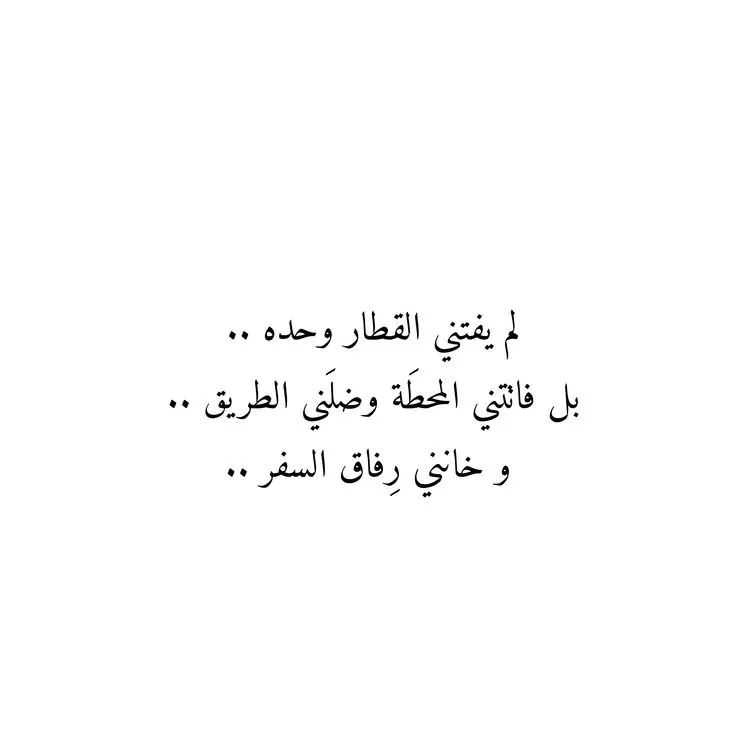 لم يفتني القطار وحده ..
بل فاتتني المحطَة وضلَني الطريق ..
و خانني رِفاق السفر ..